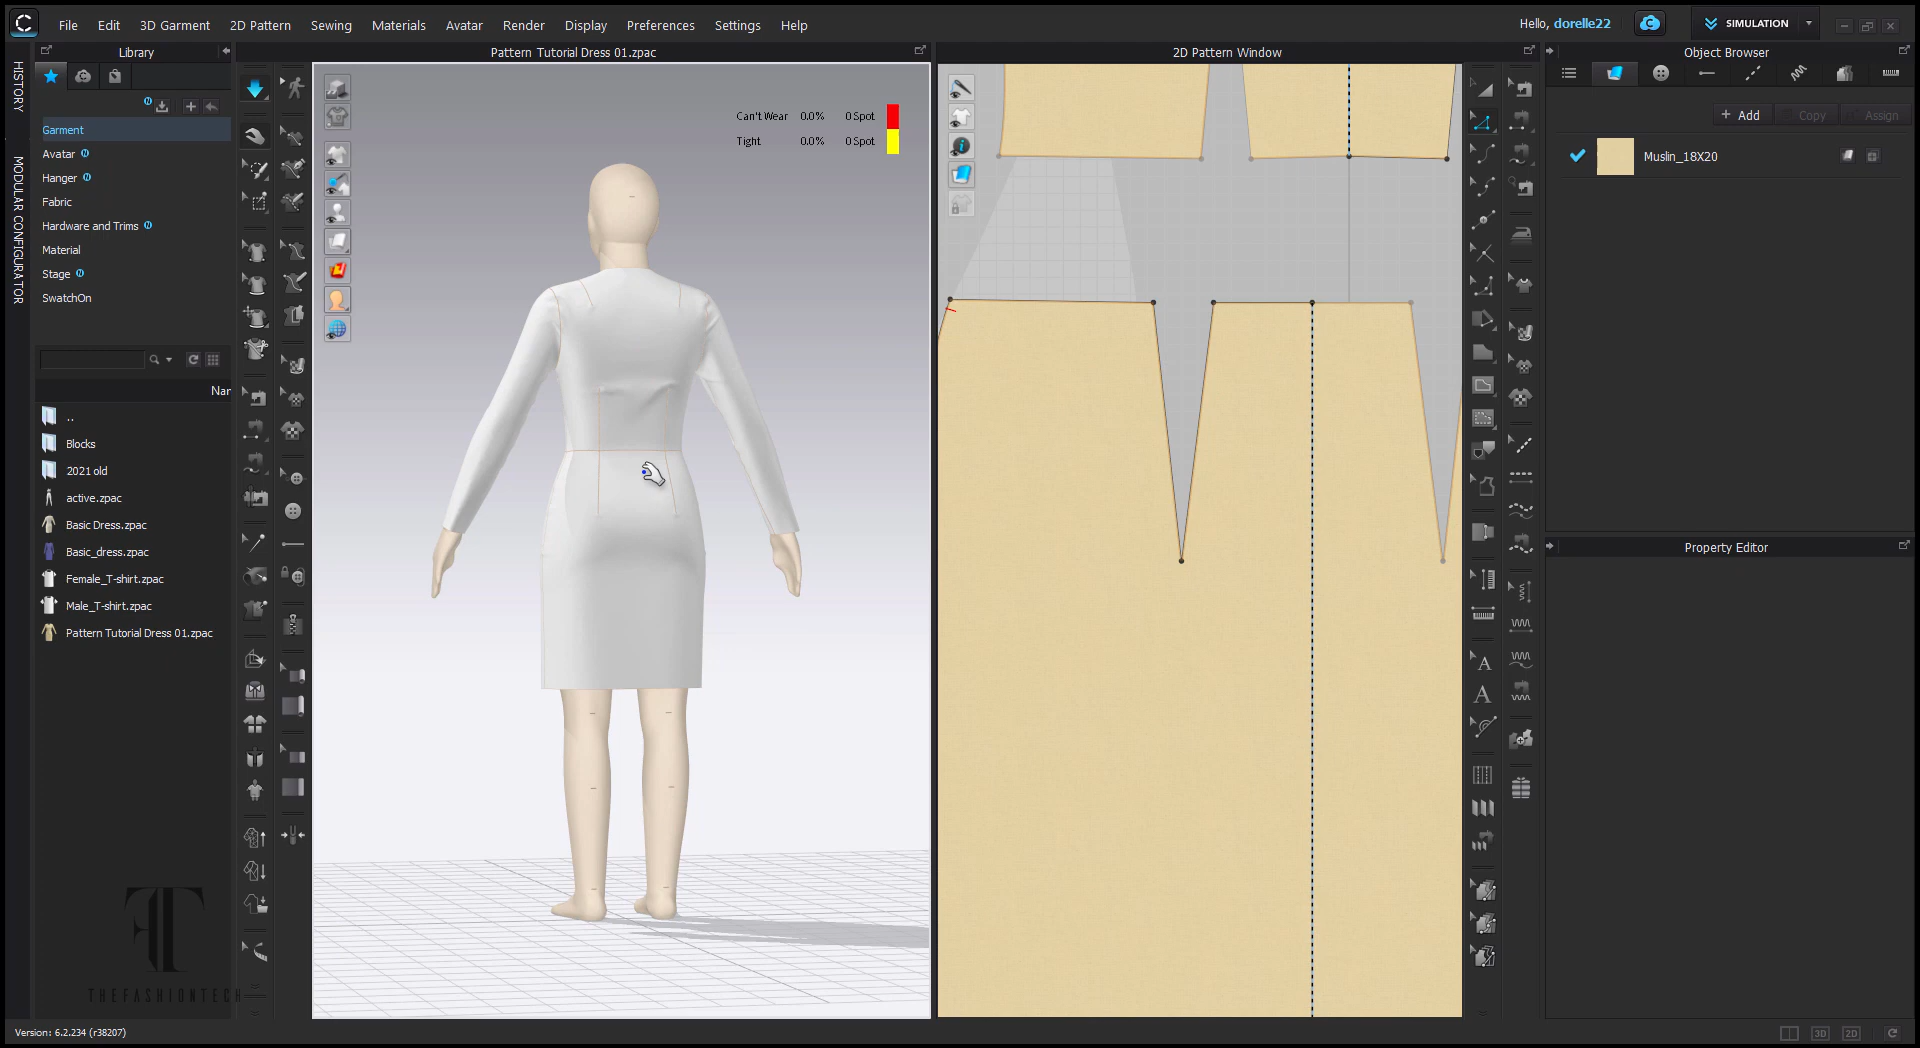 File Edit 3D Garment 2D Pattern Sewing Materials Avatar Render Display Preferences Settings Help
Hello, dorelle22 SIMULATION
Library
Pattern Tutorial Dress 01.zpac
2D Pattern Window
Object Browser
HISTORY
MODULAR CONFIGURATOR
Garment
Avatar N
Hanger N
Fabric
Hardware and Trims N
Material
Stage N
SwatchOn
Nar
..
Blocks
2021 old
active.zpac
Basic Dress.zpac
Basic_dress.zpac
Female_T-shirt.zpac
Male_T-shirt.zpac
Pattern Tutorial Dress 01.zpac
Can't Wear 0.0% 0 Spot
Tight 0.0% 0 Spot
+ Add Copy Assign
Muslin_18X20
Property Editor
THEFASHIONTECH
Version: 6.2.234 (r38207)
3D 2D